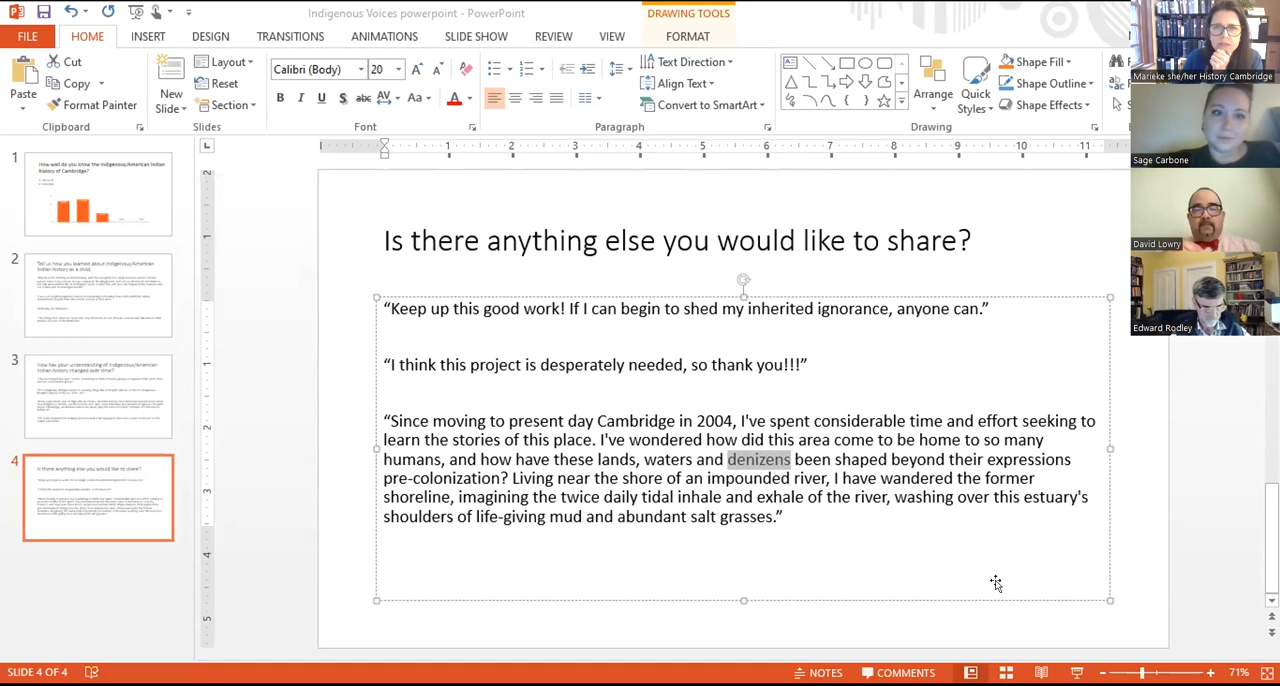 Indigenous Voices powerpoint - PowerPoint
DRAWING TOOLS
FILE
HOME
INSERT
DESIGN
TRANSITIONS
ANIMATIONS
SLIDE SHOW
REVIEW
VIEW
FORMAT
Paste
Cut
Copy
Format Painter
Clipboard
New
Slide
Layout
Reset
Section
Slides
Calibri (Body)
20
Font
Paragraph
Text Direction
Align Text
Convert to SmartArt
Arrange
Quick
Styles
Shape Fill
Shape Outline
Shape Effects
Drawing
Marieke she/her History Cambridge
Sage Carbone
David Lowry
Edward Rodley
1
How well do you know the Indigenous/American Indian
history of Cambridge?
2
Tell us how you learned about Indigenous/American
Indian history as a child.
3
How has your understanding of Indigenous/American
Indian history changed over time?
4
Is there anything else you would like to share?
Is there anything else you would like to share?
“Keep up this good work! If I can begin to shed my inherited ignorance, anyone can.”
“I think this project is desperately needed, so thank you!!!”
“Since moving to present day Cambridge in 2004, I've spent considerable time and effort seeking to
learn the stories of this place. I've wondered how did this area come to be home to so many
humans, and how have these lands, waters and denizens been shaped beyond their expressions
pre-colonization? Living near the shore of an impounded river, I have wandered the former
shoreline, imagining the twice daily tidal inhale and exhale of the river, washing over this estuary's
shoulders of life-giving mud and abundant salt grasses.”
SLIDE 4 OF 4
NOTES
COMMENTS
71%